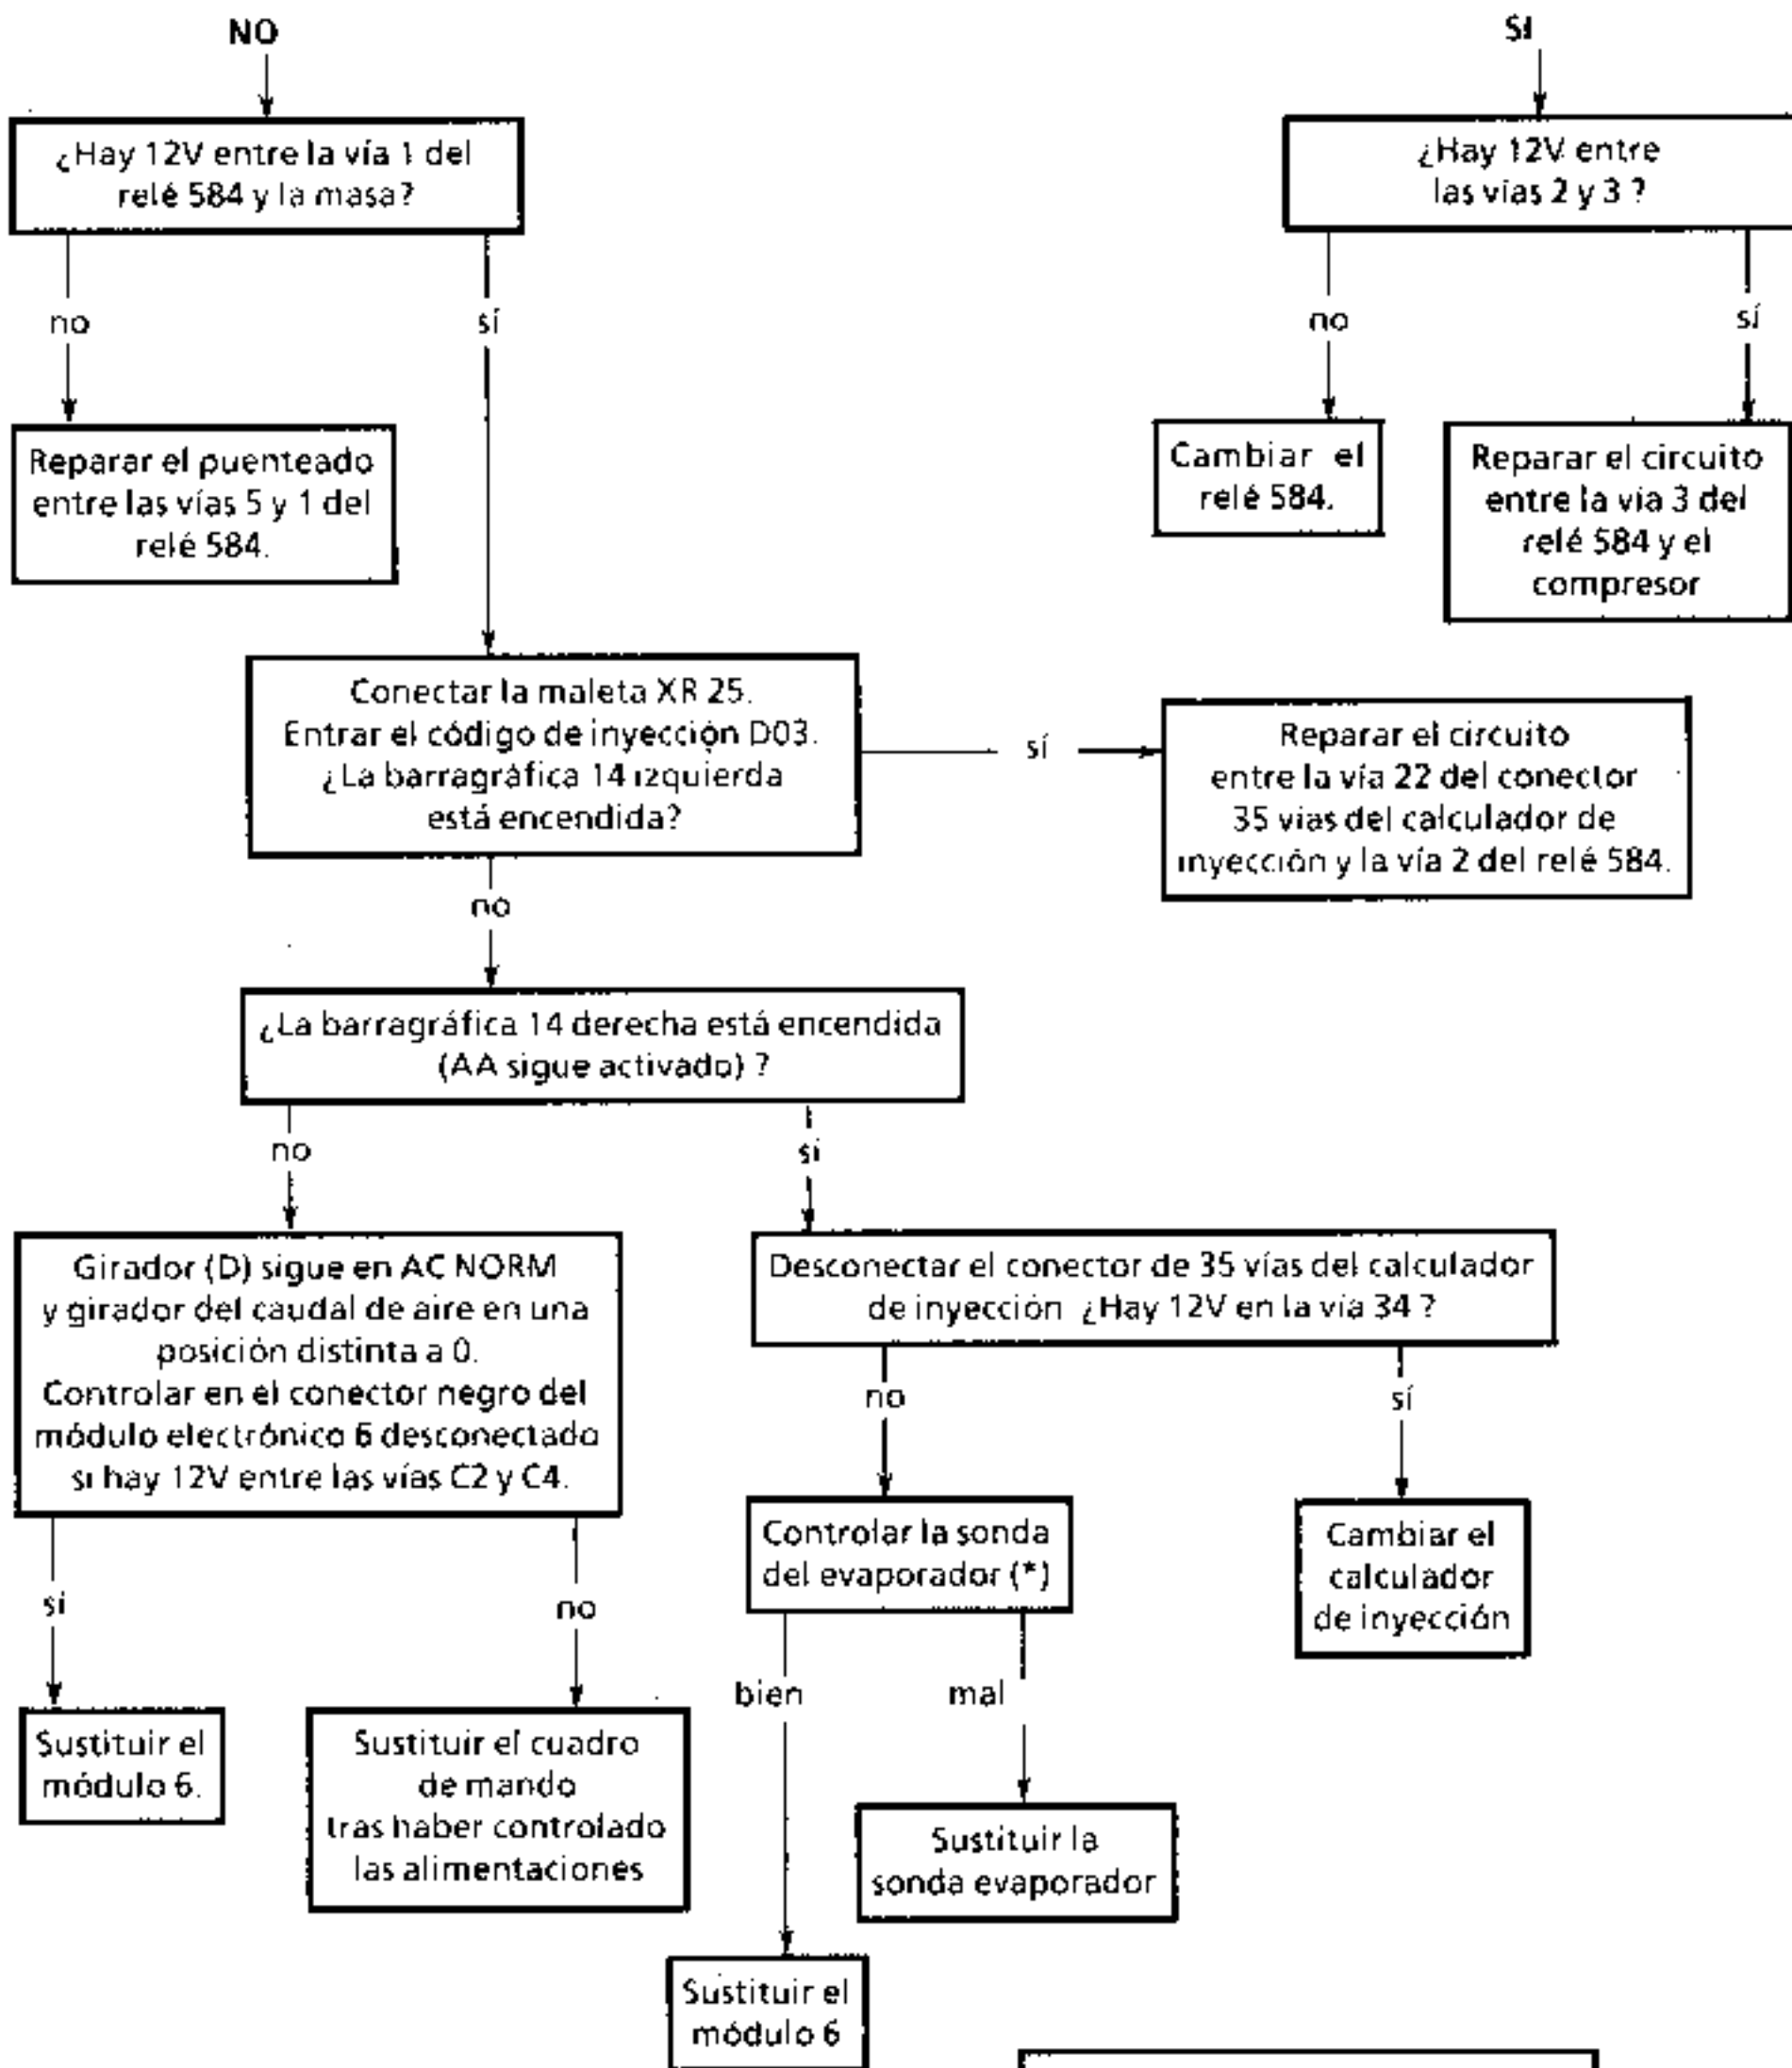 NO
SI
¿Hay 12V entre la vía 1 del
relé 584 y la masa?
¿Hay 12V entre
las vías 2 y 3 ?
no
sí
no
sí
Reparar el puenteado
entre las vías 5 y 1 del
relé 584.
Cambiar el
relé 584.
Reparar el circuito
entre la vía 3 del
relé 584 y el
compresor
Conectar la maleta XR 25.
Entrar el código de inyección D03.
¿La barragráfica 14 izquierda
está encendida?
sí
Reparar el circuito
entre la vía 22 del conector
35 vías del calculador de
inyección y la vía 2 del relé 584.
no
¿La barragráfica 14 derecha está encendida
(AA sigue activado) ?
no
sí
Girador (D) sigue en AC NORM
y girador del caudal de aire en una
posición distinta a 0.
Controlar en el conector negro del
módulo electrónico 6 desconectado
si hay 12V entre las vías C2 y C4.
Desconectar el conector de 35 vías del calculador
de inyección ¿Hay 12V en la vía 34 ?
no
sí
Controlar la sonda
del evaporador (*)
Cambiar el
calculador
de inyección
sí
no
bien
mal
Sustituir el
módulo 6.
Sustituir el cuadro
de mando
tras haber controlado
las alimentaciones
Sustituir la
sonda evaporador
Sustituir el
módulo 6